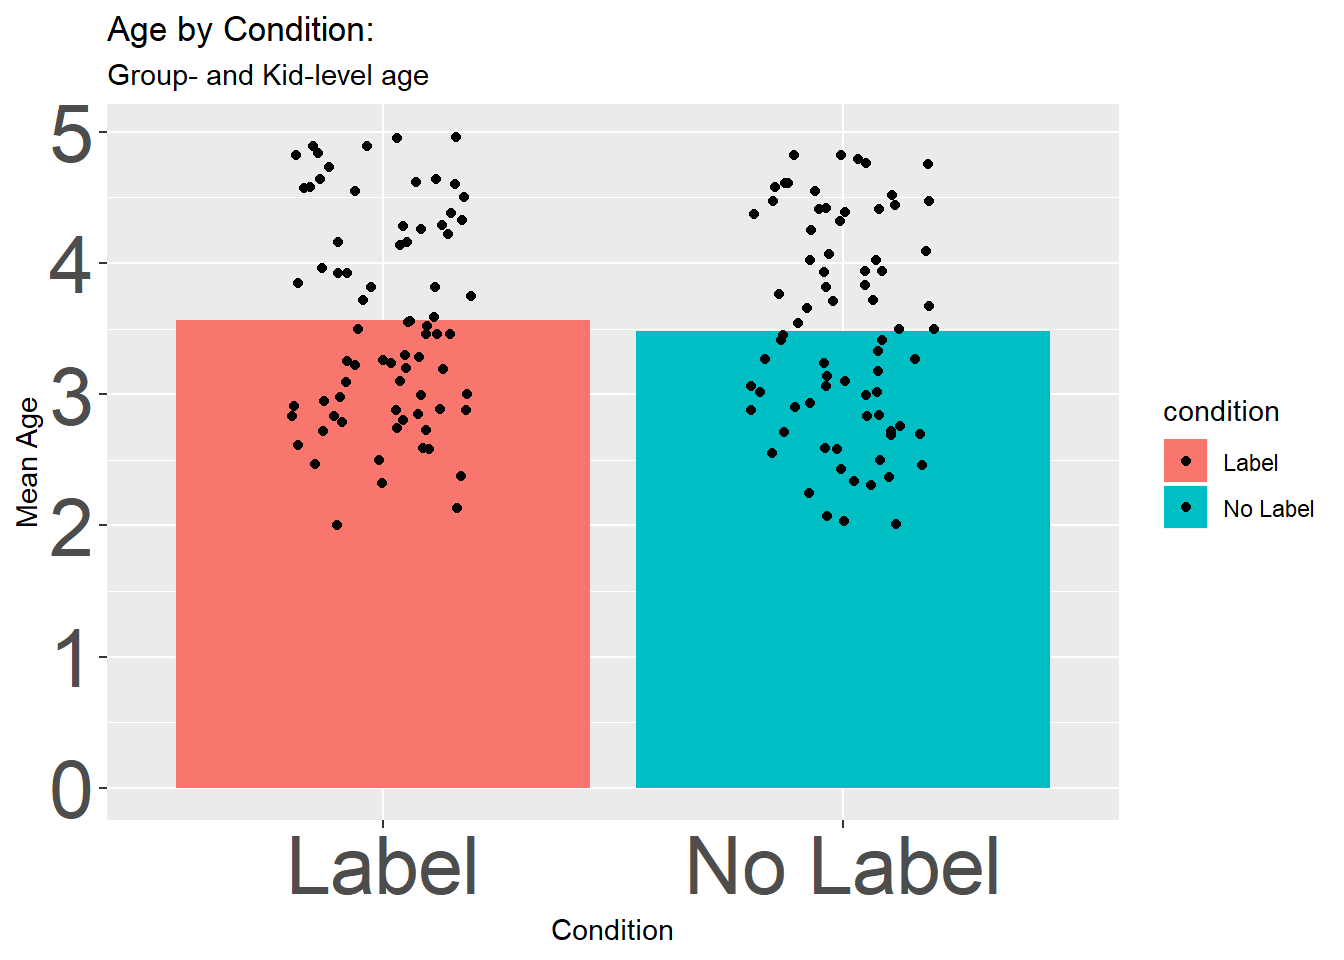 Age by Condition:
Group- and Kid-level age
5
4
3
2
1
0
Mean Age
Label
No Label
Condition
condition
Label
No Label